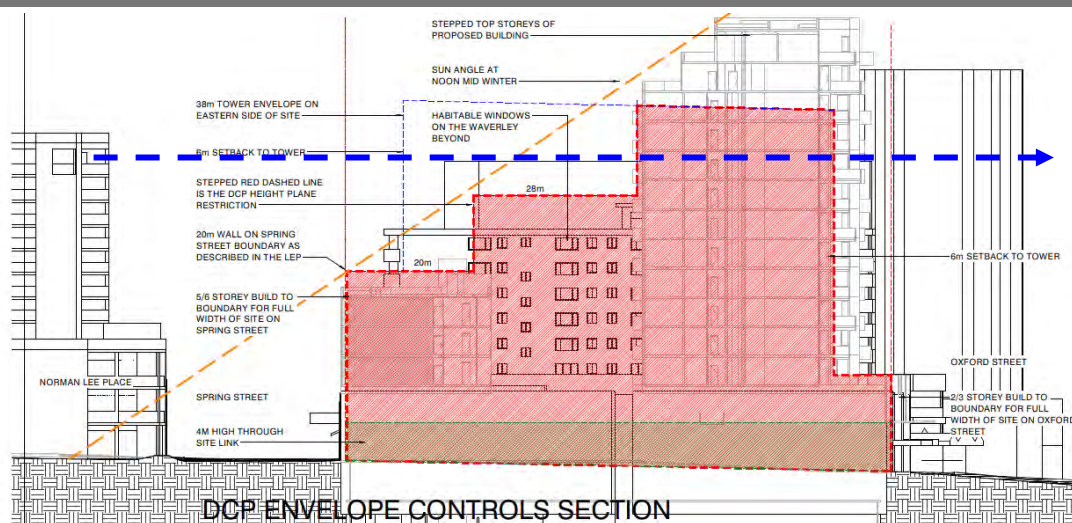 STEPPED TOP STOREYS OF
PROPOSED BUILDING
SUN ANGLE AT
NOON MID WINTER
38m TOWER ENVELOPE ON
EASTERN SIDE OF SITE
HABITABLE WINDOWS
ON THE WAVERLEY
BEYOND
6m SETBACK TO TOWER
STEPPED RED DASHED LINE
IS THE DCP HEIGHT PLANE
RESTRICTION
28m
20m WALL ON SPRING
STREET BOUNDARY AS
DESCRIBED IN THE LEP
20m
6m SETBACK TO TOWER
5/6 STOREY BUILD TO
BOUNDARY FOR FULL
WIDTH OF SITE ON
SPRING STREET
OXFORD STREET
NORMAN LEE PLACE
SPRING STREET
2/3 STOREY BUILD TO
BOUNDARY FOR FULL
WIDTH OF SITE ON OXFORD
STREET
4M HIGH THROUGH
SITE LINK
DCP ENVELOPE CONTROLS SECTION